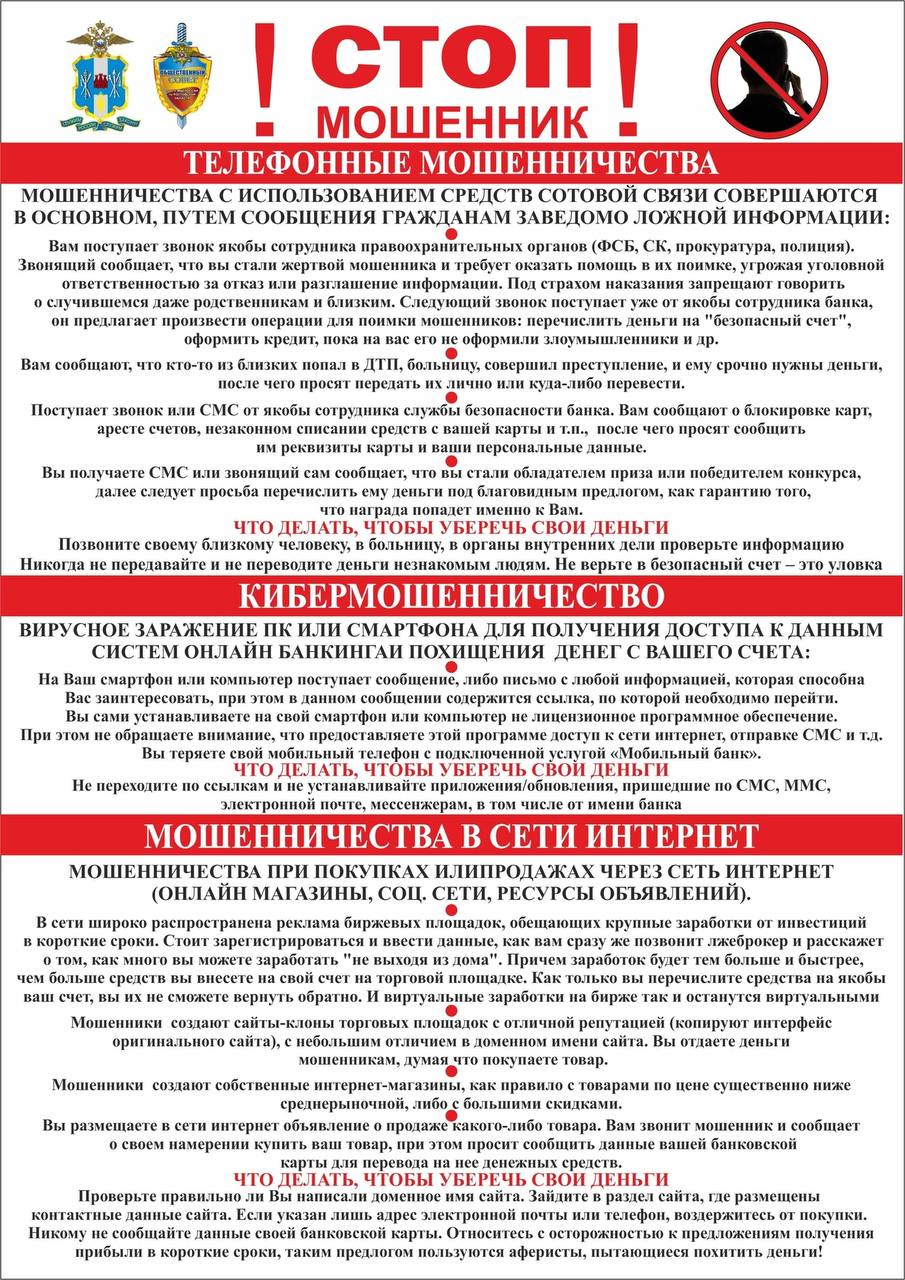 ! СТОП !
МОШЕННИК
ОБЩЕСТВЕННЫЙ
СОВЕТ
ТЕЛЕФОННЫЕ МОШЕННИЧЕСТВА
МОШЕННИЧЕСТВА С ИСПОЛЬЗОВАНИЕМ СРЕДСТВ СОТОВОЙ СВЯЗИ СОВЕРШАЮТСЯ
В ОСНОВНОМ, ПУТЕМ СООБЩЕНИЯ ГРАЖДАНАМ ЗАВЕДОМО ЛОЖНОЙ ИНФОРМАЦИИ:
Вам поступает звонок якобы сотрудника правоохранительных органов (ФСБ, СК, прокуратура, полиция).
Звонящий сообщает, что вы стали жертвой мошенника и требует оказать помощь в их поимке, угрожая уголовной
ответственностью за отказ или разглашение информации. Под страхом наказания запрещают говорить
о случившемся даже родственникам и близким. Следующий звонок поступает уже от якобы сотрудника банка,
он предлагает произвести операции для поимки мошенников: перечислить деньги на "безопасный счет",
оформить кредит, пока на вас его не оформили злоумышленники и др.
Вам сообщают, что кто-то из близких попал в ДТП, больницу, совершил преступление, и ему срочно нужны деньги,
после чего просят передать их лично или куда-либо перевести.
Поступает звонок или СМС от якобы сотрудника службы безопасности банка. Вам сообщают о блокировке карт,
аресте счетов, незаконном списании средств с вашей карты и т.п., после чего просят сообщить
им реквизиты карты и ваши персональные данные.
Вы получаете СМС или звонящий сам сообщает, что вы стали обладателем приза или победителем конкурса,
далее следует просьба перечислить ему деньги под благовидным предлогом, как гарантию того,
что награда попадет именно к Вам.
ЧТО ДЕЛАТЬ, ЧТОБЫ УБЕРЕЧЬ СВОИ ДЕНЬГИ
Позвоните своему близкому человеку, в больницу, в органы внутренних дели проверьте информацию
Никогда не передавайте и не переводите деньги незнакомым людям. Не верьте в безопасный счет – это уловка
КИБЕРМОШЕННИЧЕСТВО
ВИРУСНОЕ ЗАРАЖЕНИЕ ПК ИЛИ СМАРТФОНА ДЛЯ ПОЛУЧЕНИЯ ДОСТУПА К ДАННЫМ
СИСТЕМ ОНЛАЙН БАНКИНГАИ ПОХИЩЕНИЯ ДЕНЕГ С ВАШЕГО СЧЕТА:
На Ваш смартфон или компьютер поступает сообщение, либо письмо с любой информацией, которая способна
Вас заинтересовать, при этом в данном сообщении содержится ссылка, по которой необходимо перейти.
Вы сами устанавливаете на свой смартфон или компьютер не лицензионное программное обеспечение.
При этом не обращаете внимание, что предоставляете этой программе доступ к сети интернет, отправке СМС и т.д.
Вы теряете свой мобильный телефон с подключенной услугой «Мобильный банк».
ЧТО ДЕЛАТЬ, ЧТОБЫ УБЕРЕЧЬ СВОИ ДЕНЬГИ
Не переходите по ссылкам и не устанавливайте приложения/обновления, пришедшие по СМС, ММС,
электронной почте, мессенжерам, в том числе от имени банка
МОШЕННИЧЕСТВА В СЕТИ ИНТЕРНЕТ
МОШЕННИЧЕСТВА ПРИ ПОКУПКАХ ИЛИПРОДАЖАХ ЧЕРЕЗ СЕТЬ ИНТЕРНЕТ
(ОНЛАЙН МАГАЗИНЫ, СОЦ. СЕТИ, РЕСУРСЫ ОБЪЯВЛЕНИЙ).
В сети широко распространена реклама биржевых площадок, обещающих крупные заработки от инвестиций
в короткие сроки. Стоит зарегистрироваться и ввести данные, как вам сразу же позвонит лжеброкер и расскажет
о том, как много вы можете заработать "не выходя из дома". Причем заработок будет тем больше и быстрее,
чем больше средств вы внесете на свой счет на торговой площадке. Как только вы перечислите средства на якобы
ваш счет, вы их не сможете вернуть обратно. И виртуальные заработки на бирже так и останутся виртуальными
Мошенники создают сайты-клоны торговых площадок с отличной репутацией (копируют интерфейс
оригинального сайта), с небольшим отличием в доменном имени сайта. Вы отдаете деньги
мошенникам, думая что покупаете товар.
Мошенники создают собственные интернет-магазины, как правило с товарами по цене существенно ниже
среднерыночной, либо с большими скидками.
Вы размещаете в сети интернет объявление о продаже какого-либо товара. Вам звонит мошенник и сообщает
о своем намерении купить ваш товар, при этом просит сообщить данные вашей банковской
карты для перевода на нее денежных средств.
ЧТО ДЕЛАТЬ, ЧТОБЫ УБЕРЕЧЬ СВОИ ДЕНЬГИ
Проверьте правильно ли Вы написали доменное имя сайта. Зайдите в раздел сайта, где размещены
контактные данные сайта. Если указан лишь адрес электронной почты или телефон, воздержитесь от покупки.
Никому не сообщайте данные своей банковской карты. Относитесь с осторожностью к предложениям получения
прибыли в короткие сроки, таким предлогом пользуются аферисты, пытающиеся похитить деньги!